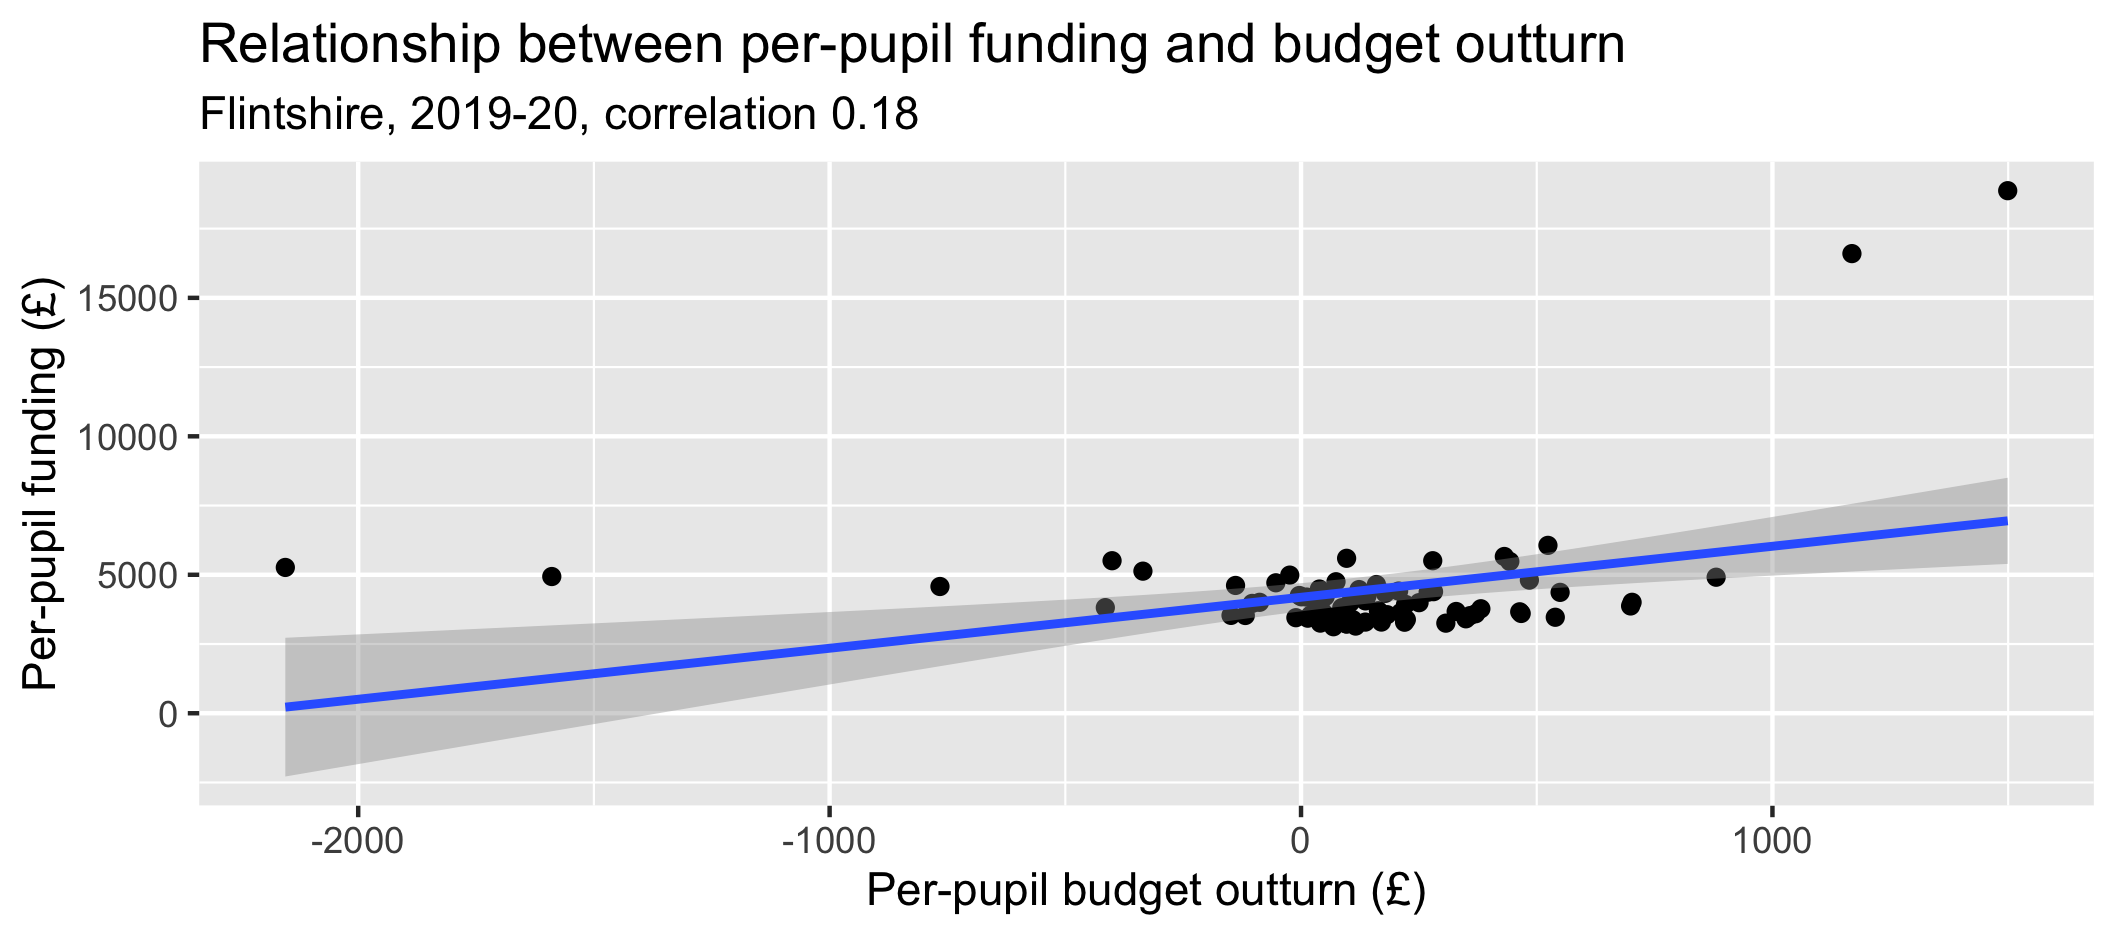 Relationship between per-pupil funding and budget outturn
Flintshire, 2019-20, correlation 0.18
Per-pupil funding (£)
15000
10000
5000
0
-2000
-1000
0
1000
Per-pupil budget outturn (£)